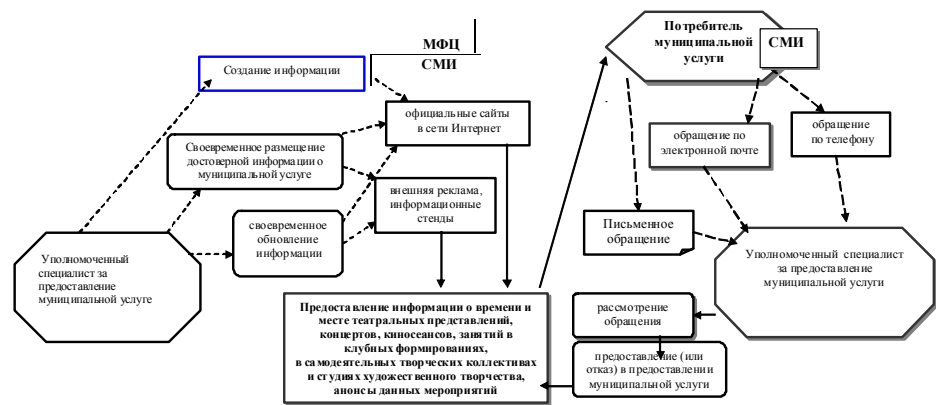 МФЦ
СМИ
Создание информации
официальные сайты
в сети Интернет
Своевременное размещение
достоверной информации о
муниципальной услуге
внешняя реклама,
информационные
стенды
своевременное
обновление
информации
Уполномоченный
специалист за
предоставление
муниципальной услуге
Предоставление информации о времени и
месте театральных представлений,
концертов, киносеансов, занятий в
клубных формированиях,
в самодеятельных творческих коллективах
и студиях художественного творчества,
анонсы данных мероприятий
Потребитель
муниципальной
услуги
СМИ
обращение по
электронной почте
обращение
по телефону
Письменное
обращение
Уполномоченный специалист
за предоставление
муниципальной услуги
рассмотрение
обращения
предоставление (или
отказ) в предоставлении
муниципальной услуги